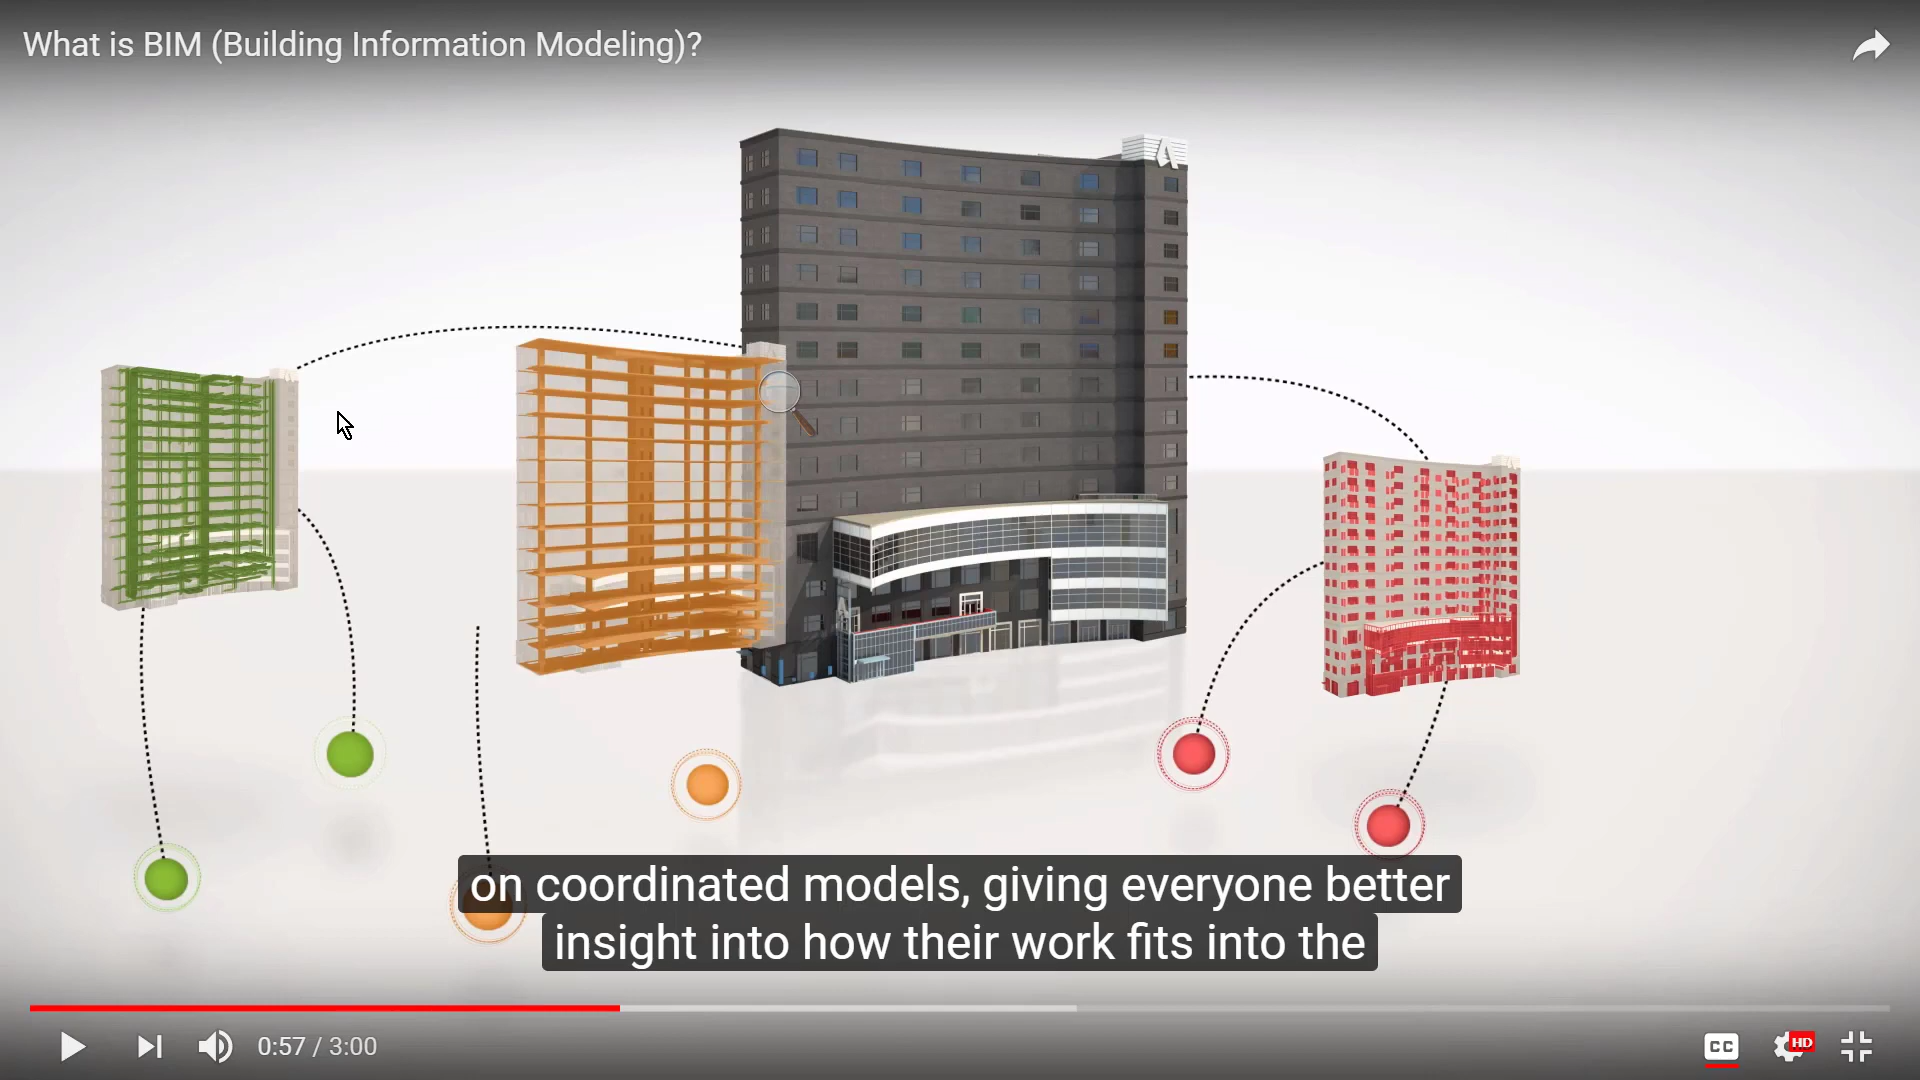 What is BIM (Building Information Modeling)?
on coordinated models, giving everyone better
insight into how their work fits into the
0:57 / 3:00
CC
HD